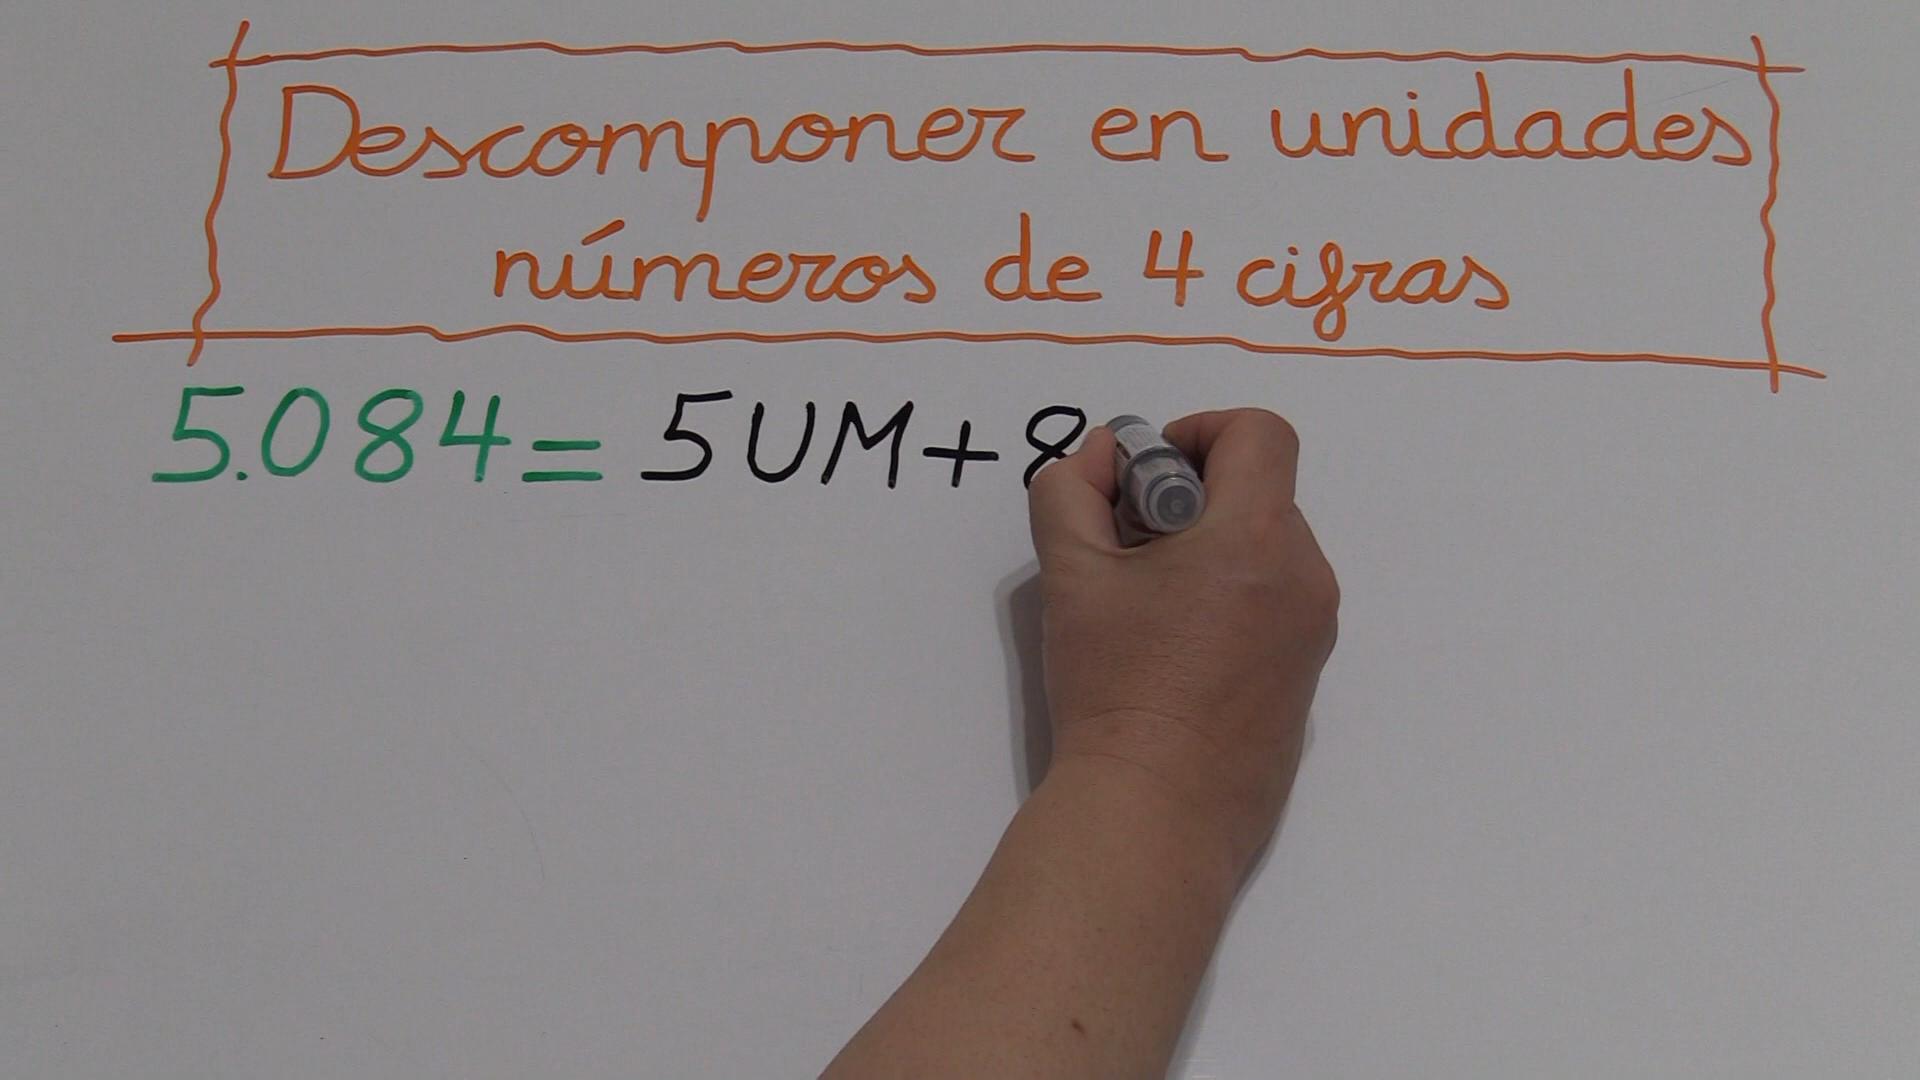 Descomponer en unidades
números de 4 cifras
5.084= 5UM+8